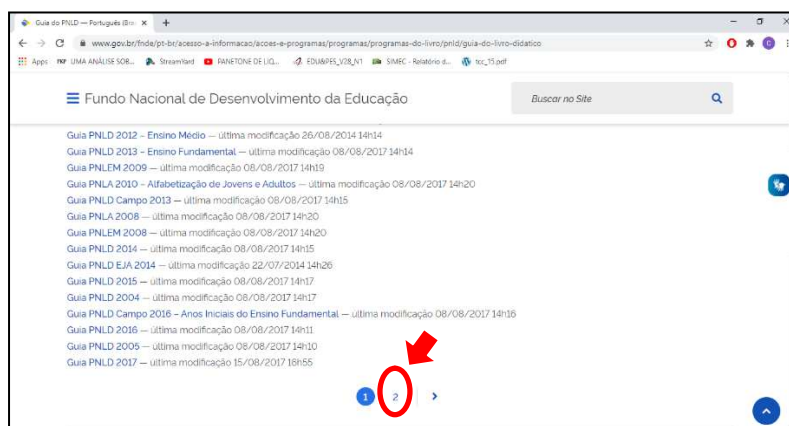 Guia do PNLD — Português (Bra
www.gov.br/fnde/pt-br/acesso-a-informacao/acoes-e-programas/programas/programas-do-livro/pnld/guia-do-livro-didatico
Apps UMA ANÁLISE SOB... StreamYard PANETONE DE LIQ... EDU&PES_V28_N1 SIMEC - Relatório d... tcc_15.pdf
Fundo Nacional de Desenvolvimento da Educação Buscar no Site
Guia PNLD 2012 – Ensino Médio — última modificação 26/08/2014 14h14
Guia PNLD 2013 – Ensino Fundamental — última modificação 08/08/2017 14h14
Guia PNLEM 2009 — última modificação 08/08/2017 14h19
Guia PNLA 2010 – Alfabetização de Jovens e Adultos — última modificação 08/08/2017 14h20
Guia PNLD Campo 2013 — última modificação 08/08/2017 14h15
Guia PNLA 2008 — última modificação 08/08/2017 14h20
Guia PNLEM 2008 — última modificação 08/08/2017 14h20
Guia PNLD 2014 — última modificação 08/08/2017 14h15
Guia PNLD EJA 2014 — última modificação 22/07/2014 14h26
Guia PNLD 2015 — última modificação 08/08/2017 14h17
Guia PNLD 2004 — última modificação 08/08/2017 14h17
Guia PNLD Campo 2016 – Anos Iniciais do Ensino Fundamental — última modificação 08/08/2017 14h16
Guia PNLD 2016 — última modificação 08/08/2017 14h11
Guia PNLD 2005 — última modificação 08/08/2017 14h10
Guia PNLD 2017 — última modificação 15/08/2017 16h55
1 2